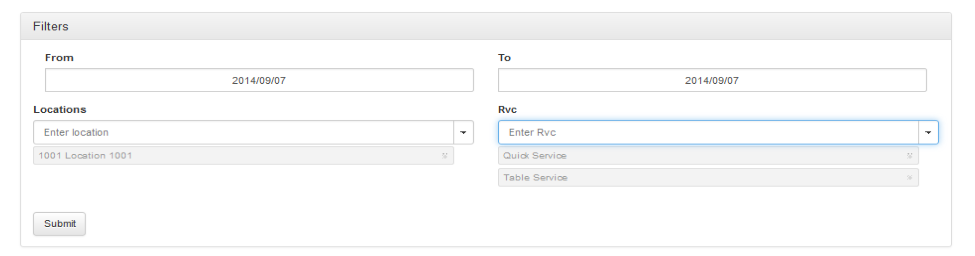 Filters
From
To
2014/09/07
2014/09/07
Locations
Rvc
Enter location
Enter Rvc
1001 Location 1001
Quick Service
Table Service
Submit